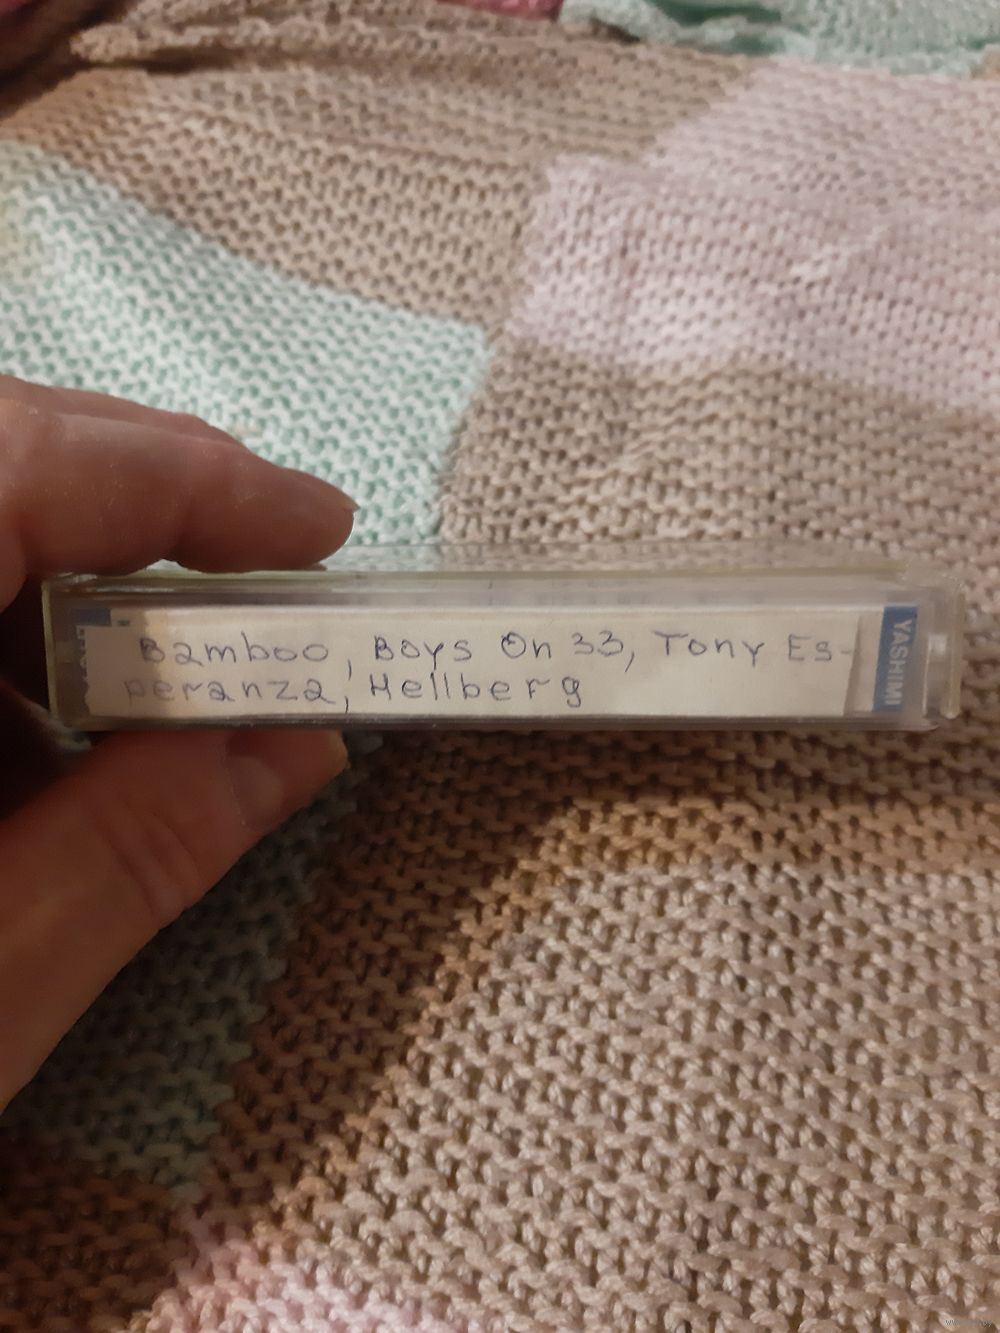 Bamboo, Boys On 33, Tony Es-
peranza, Hellberg
YASHIMI